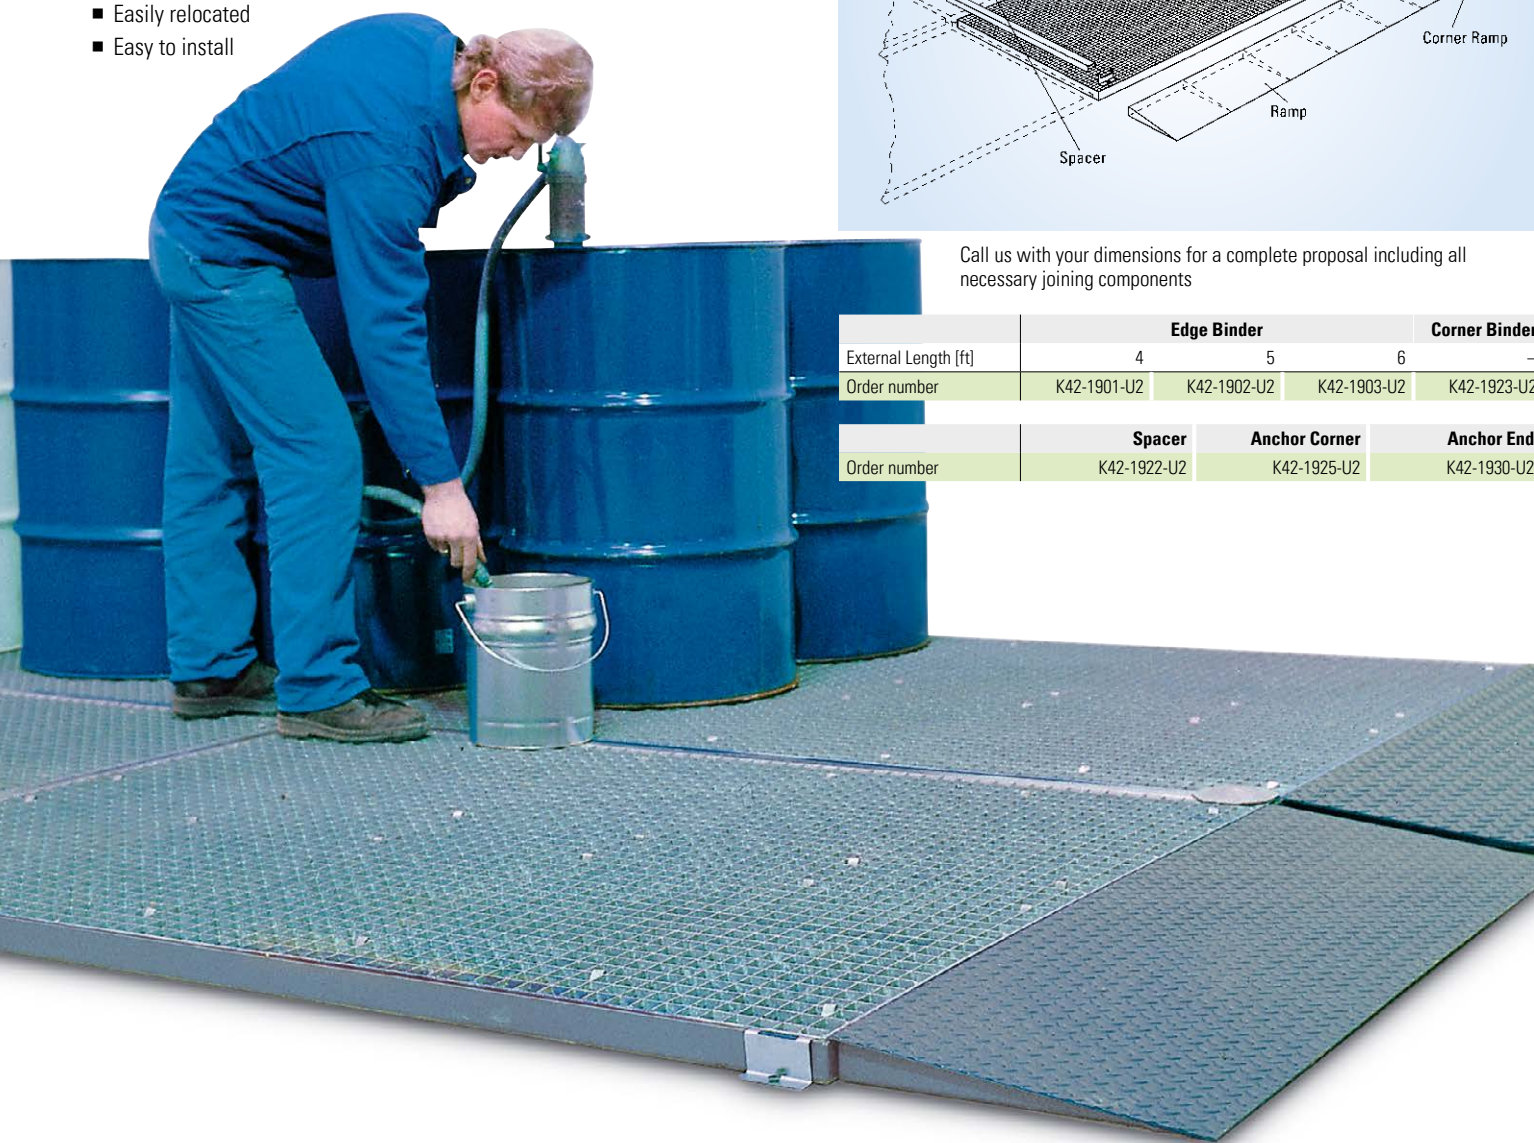 ■ Easily relocated
■ Easy to install
Corner Ramp
Ramp
Spacer
Call us with your dimensions for a complete proposal including all
necessary joining components
Edge Binder Corner Binder
External Length [ft] 4 5 6 –
Order number K42-1901-U2 K42-1902-U2 K42-1903-U2 K42-1923-U2
Spacer Anchor Corner Anchor End
Order number K42-1922-U2 K42-1925-U2 K42-1930-U2